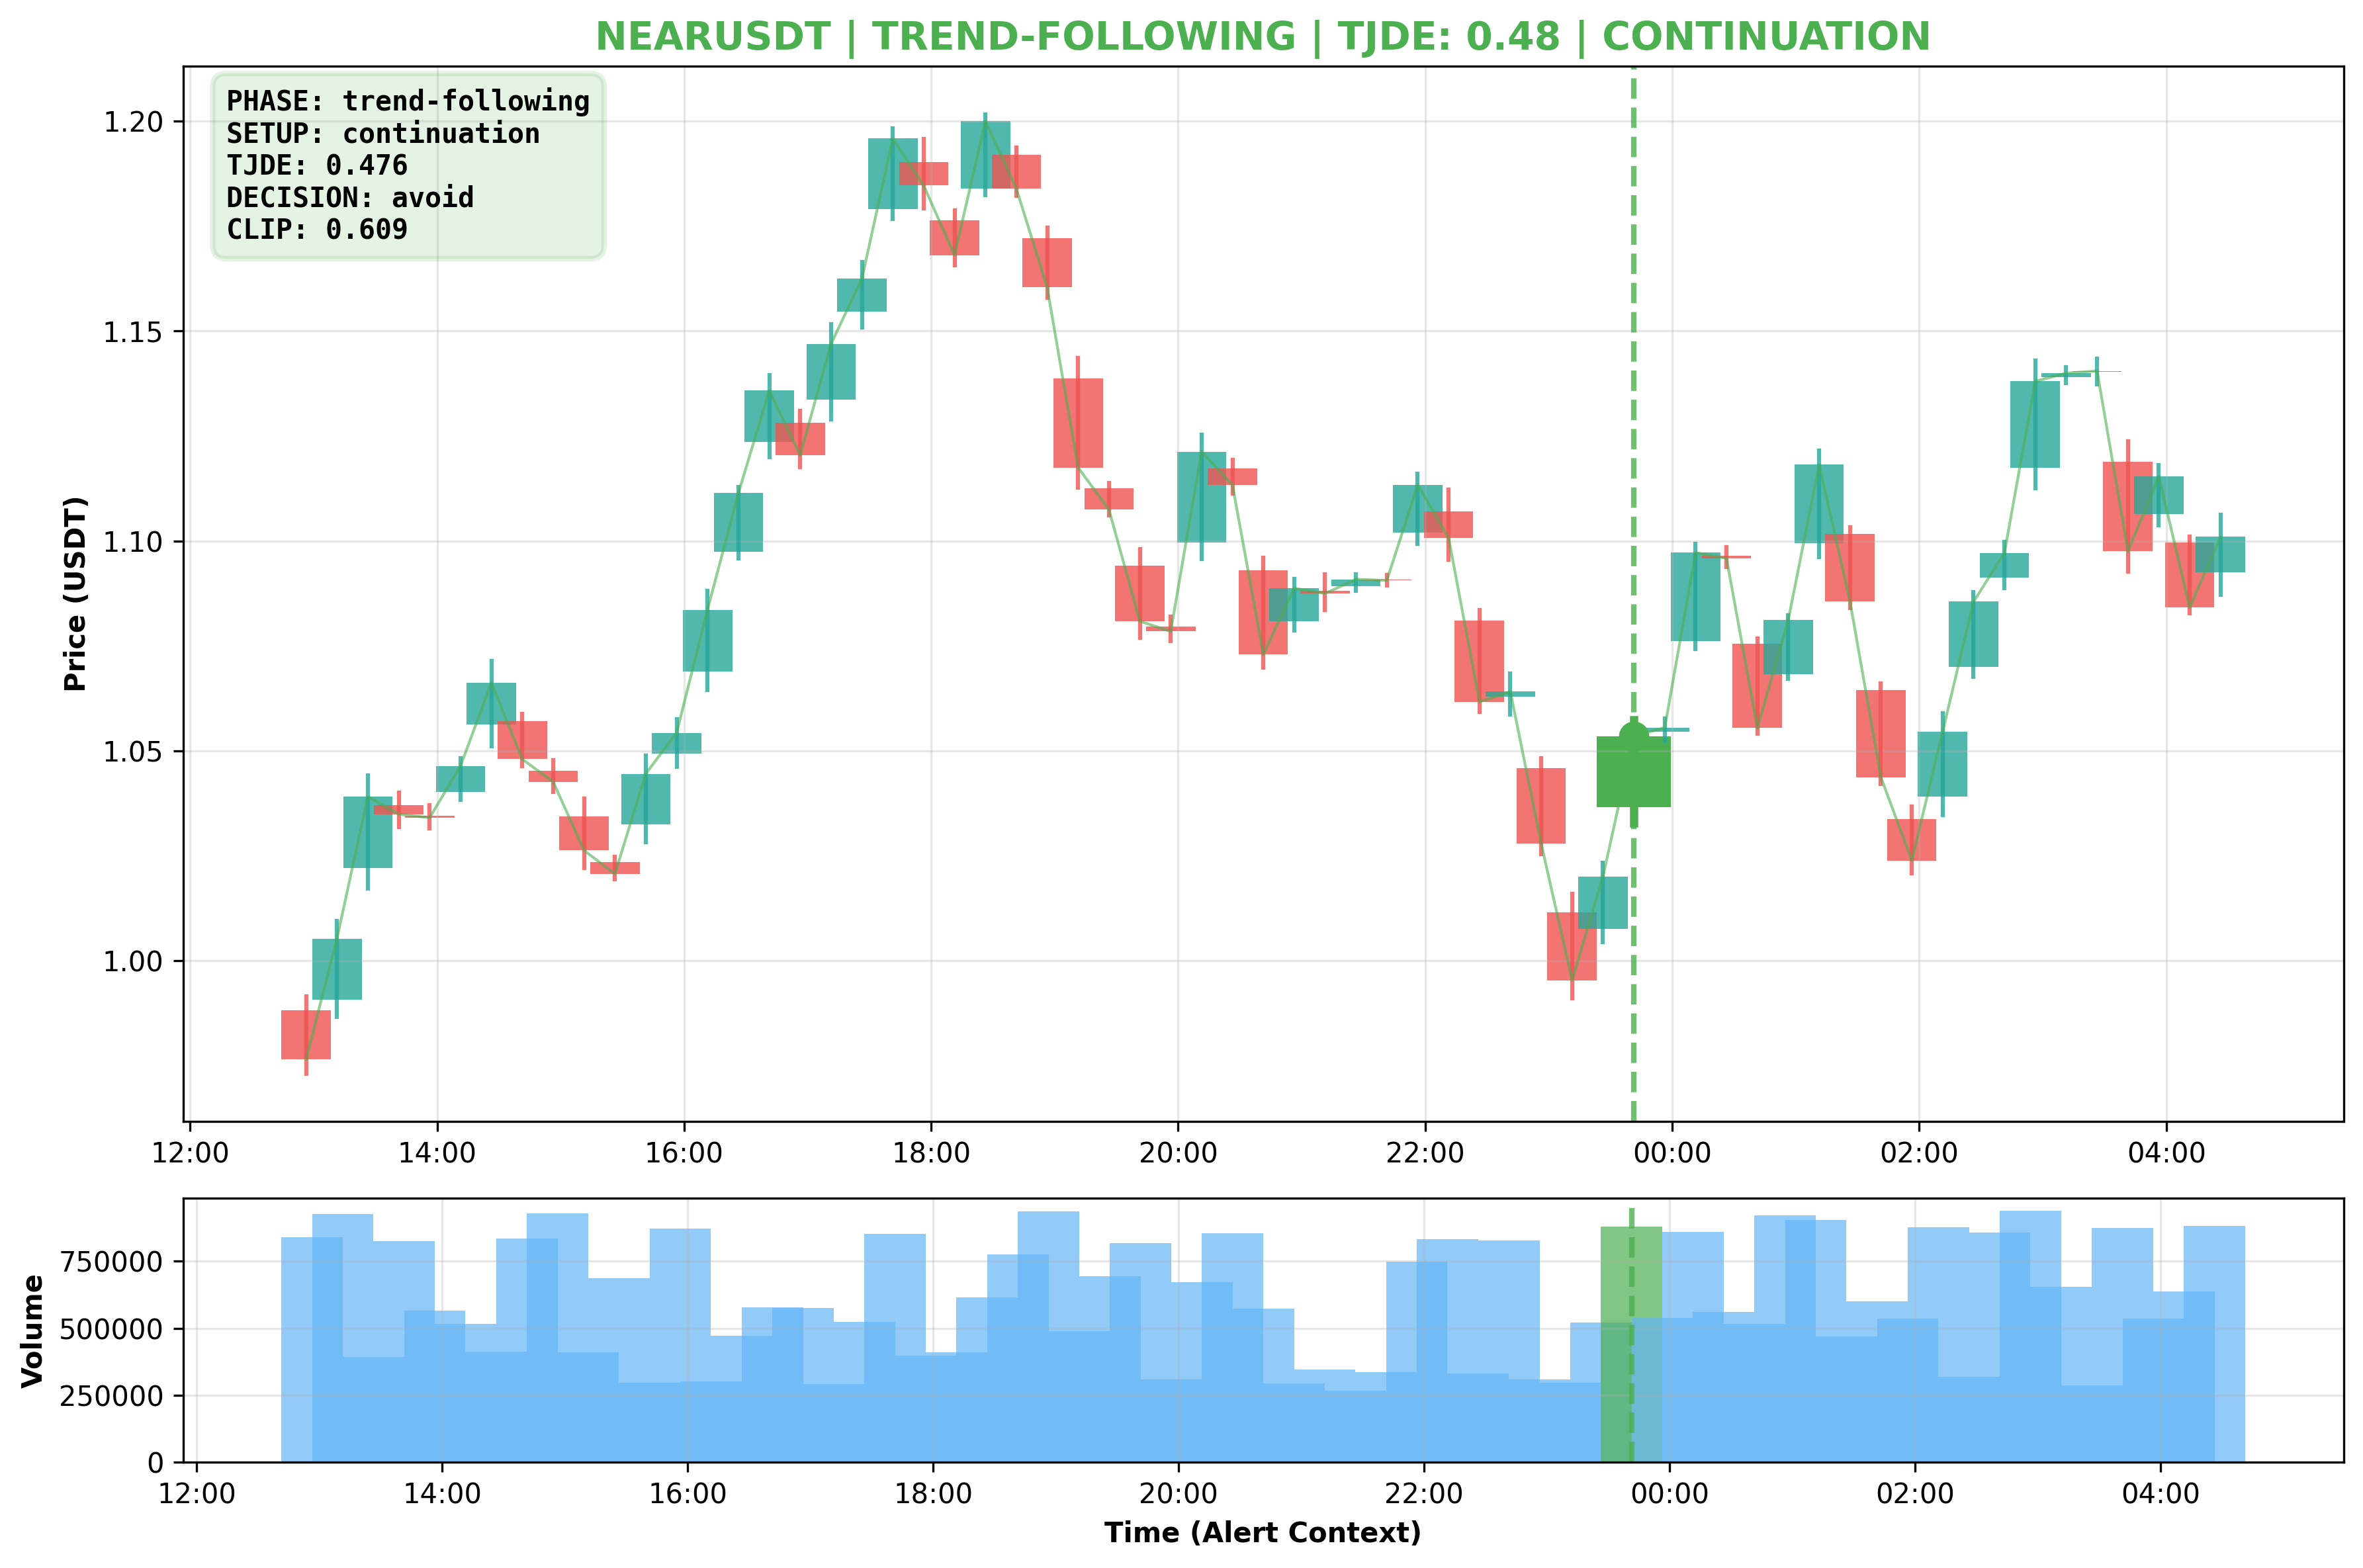 NEARUSDT | TREND-FOLLOWING | TJDE: 0.48 | CONTINUATION
PHASE: trend-following
SETUP: continuation
TJDE: 0.476
DECISION: avoid
CLIP: 0.609
Price (USDT)
1.20
1.15
1.10
1.05
1.00
12:00 14:00 16:00 18:00 20:00 22:00 00:00 02:00 04:00
Volume
750000
500000
250000
0
12:00 14:00 16:00 18:00 20:00 22:00 00:00 02:00 04:00
Time (Alert Context)